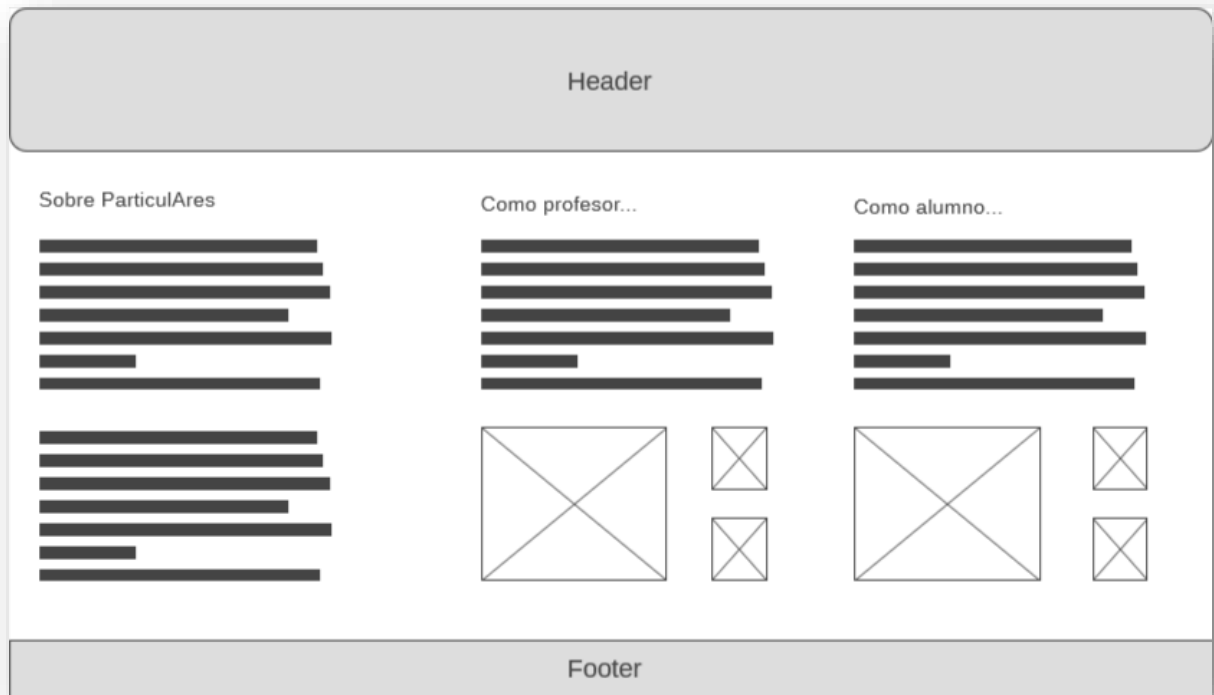 Header
Sobre ParticulAres
Como profesor...
Como alumno...
Footer